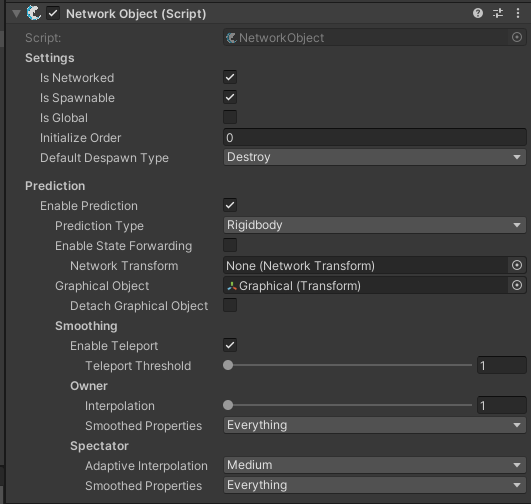 Network Object (Script)
Script: NetworkObject
Settings
Is Networked
Is Spawnable
Is Global
Initialize Order 0
Default Despawn Type Destroy
Prediction
Enable Prediction
Prediction Type Rigidbody
Enable State Forwarding
Network Transform None (Network Transform)
Graphical Object Graphical (Transform)
Detach Graphical Object
Smoothing
Enable Teleport
Teleport Threshold 1
Owner
Interpolation 1
Smoothed Properties Everything
Spectator
Adaptive Interpolation Medium
Smoothed Properties Everything